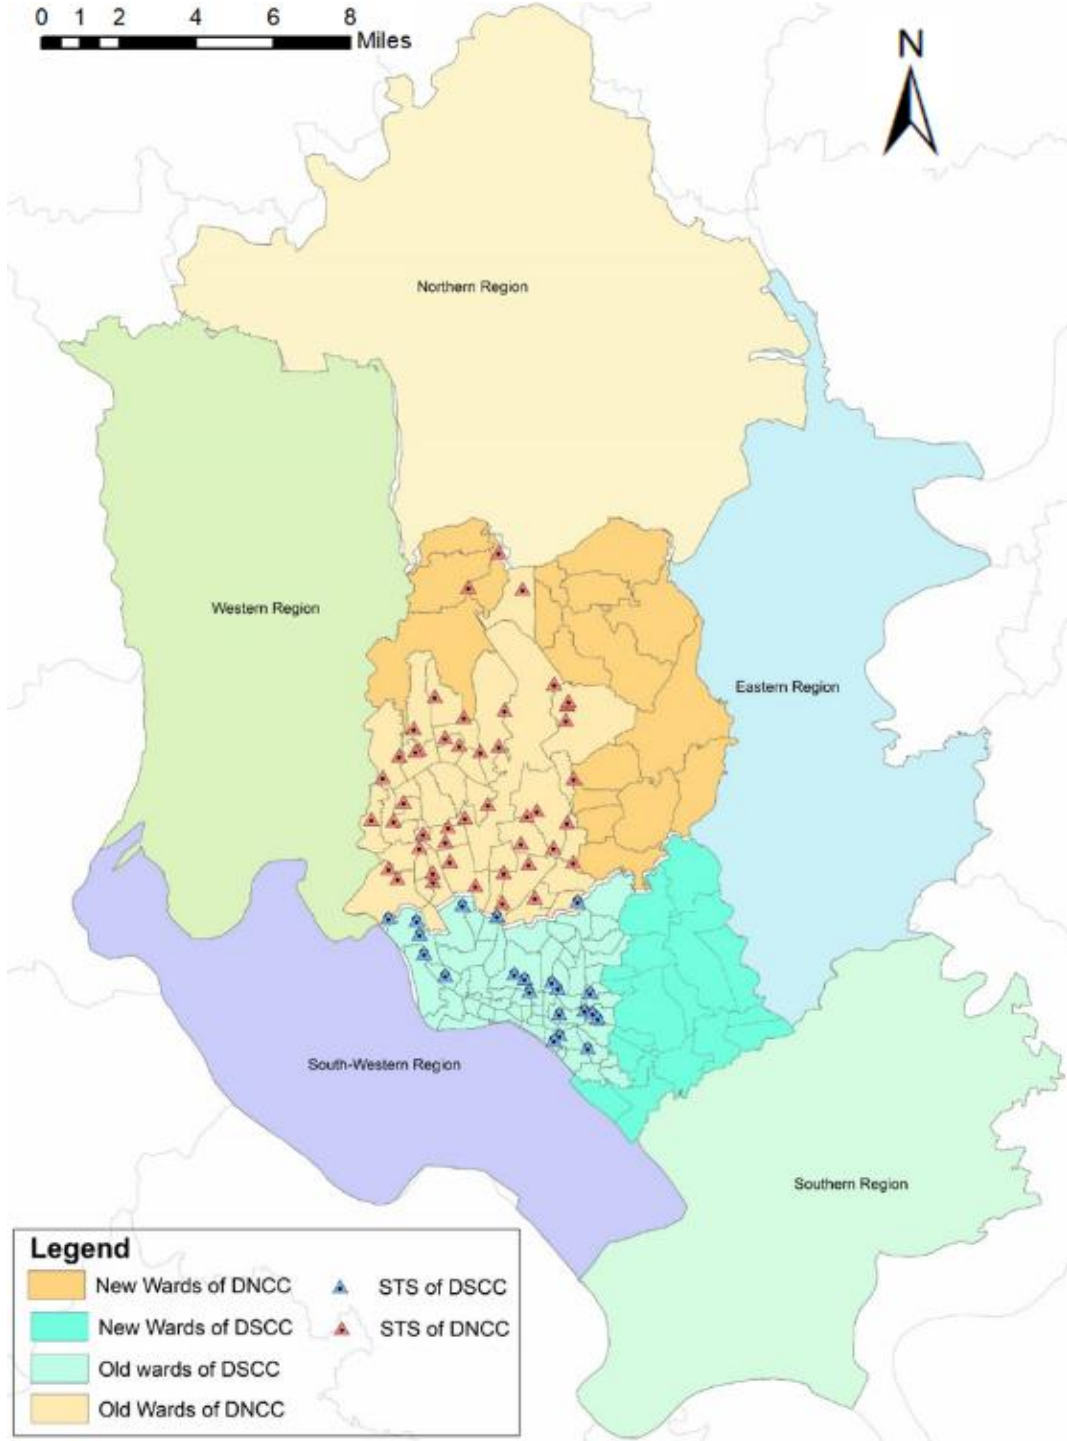 0 1 2 4 6 8
Miles
N
Northern Region
Western Region
Eastern Region
South-Western Region
Southern Region
Legend
New Wards of DNCC
STS of DSCC
New Wards of DSCC
STS of DNCC
Old wards of DSCC
Old Wards of DNCC